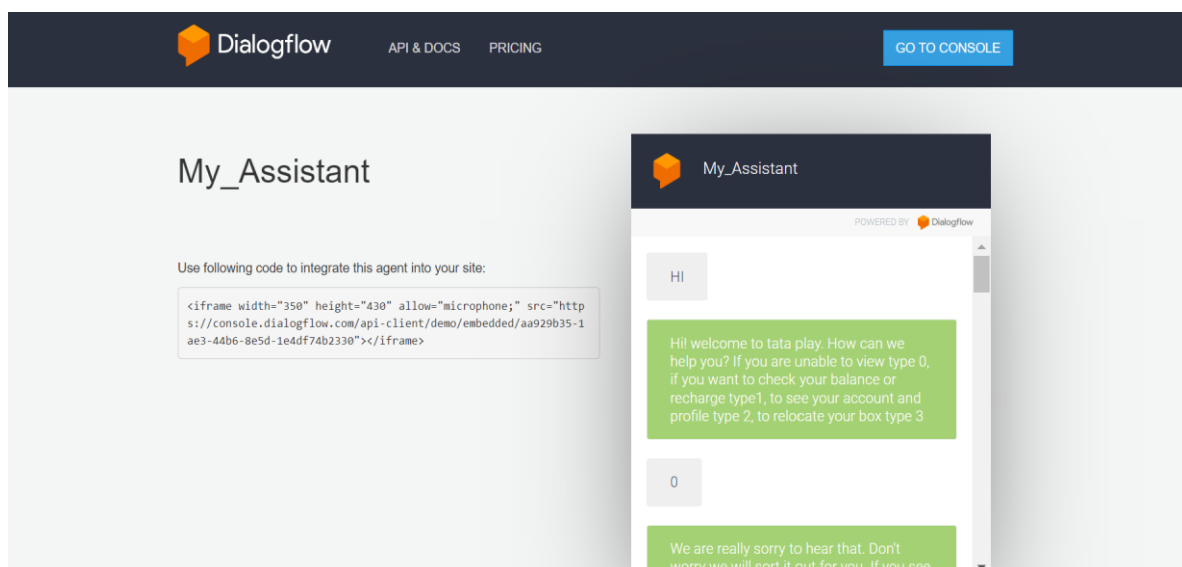 Dialogflow API & DOCS PRICING GO TO CONSOLE
My_Assistant
Use following code to integrate this agent into your site:
<iframe width="350" height="430" allow="microphone;" src="http
s://console.dialogflow.com/api-client/demo/embedded/aa929b35-1
ae3-44b6-8e5d-1e4df74b2330"></iframe>
My_Assistant
POWERED BY Dialogflow
HI
Hi! welcome to tata play. How can we
help you? If you are unable to view type 0,
if you want to check your balance or
recharge type1, to see your account and
profile type 2, to relocate your box type 3
0
We are really sorry to hear that. Don't
worry we will sort it out for you. If you see